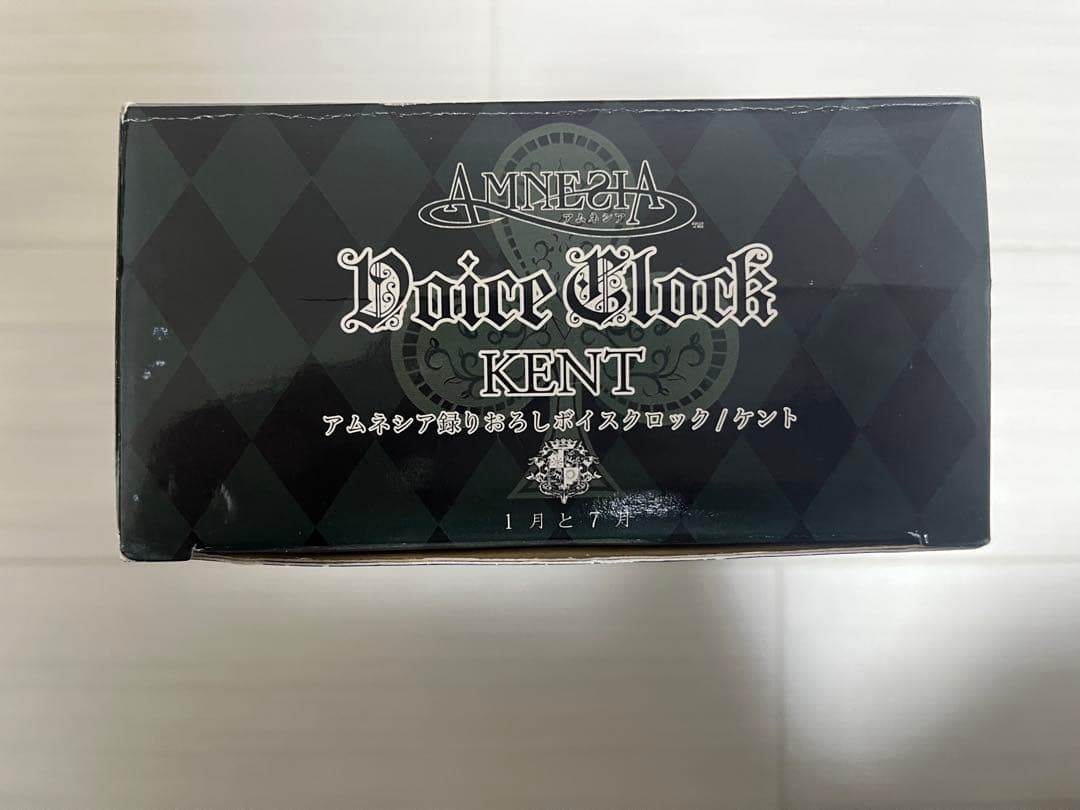 AMNESIA
アムネシア
Voice Clock
KENT
アムネシア録りおろしボイスクロック/ケント
1月と7月